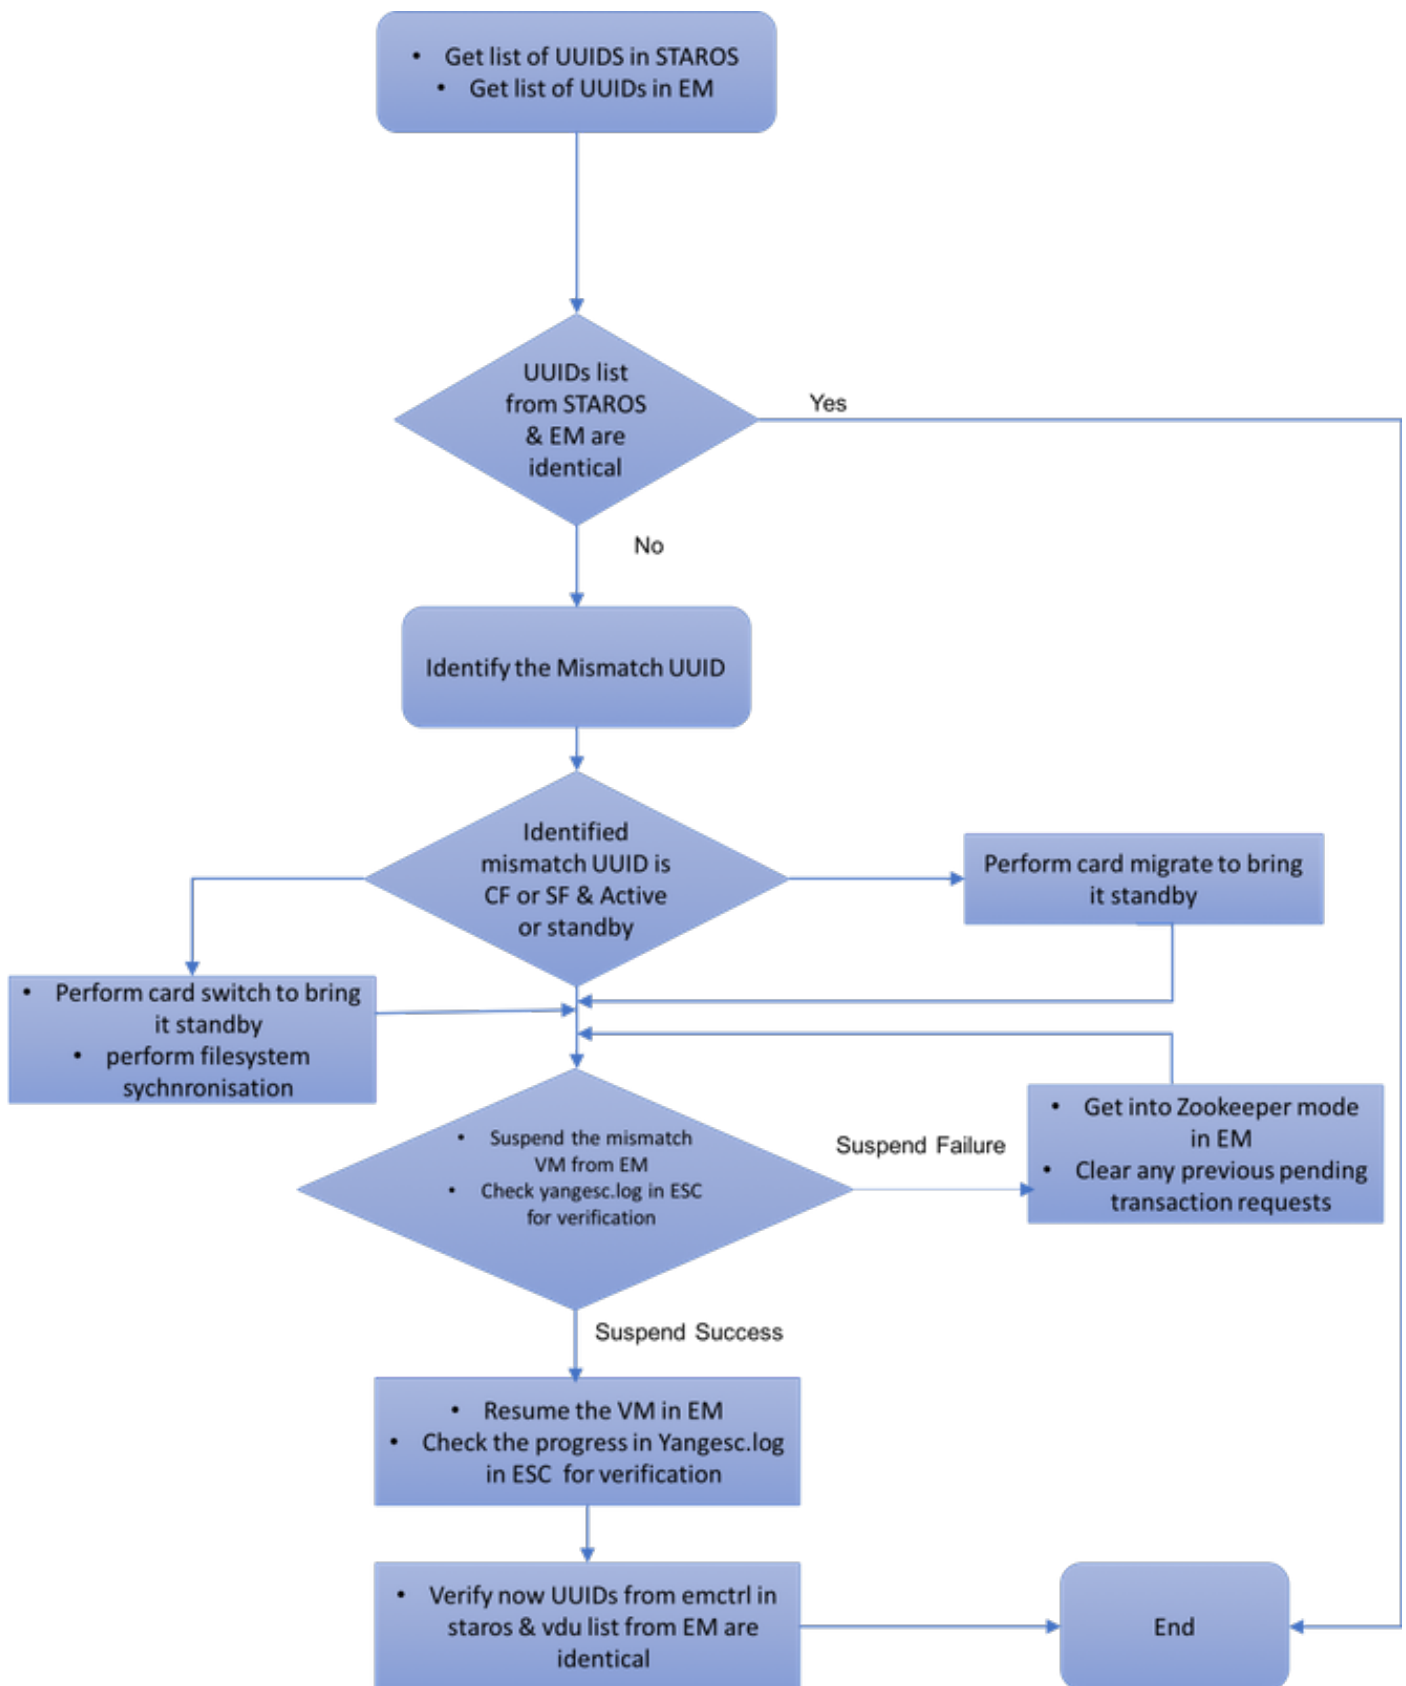 • Get list of UUIDS in STAROS
• Get list of UUIDs in EM
UUIDs list
from STAROS
& EM are
identical
Yes
No
Identify the Mismatch UUID
Identified
mismatch UUID is
CF or SF & Active
or standby
Perform card migrate to bring
it standby
• Perform card switch to bring
it standby
• perform filesystem
sychnronisation
• Suspend the mismatch
VM from EM
• Check yangesc.log in ESC
for verification
Suspend Failure
• Get into Zookeeper mode
in EM
• Clear any previous pending
transaction requests
Suspend Success
• Resume the VM in EM
• Check the progress in Yangesc.log
in ESC for verification
• Verify now UUIDs from emctrl in
staros & vdu list from EM are
identical
End